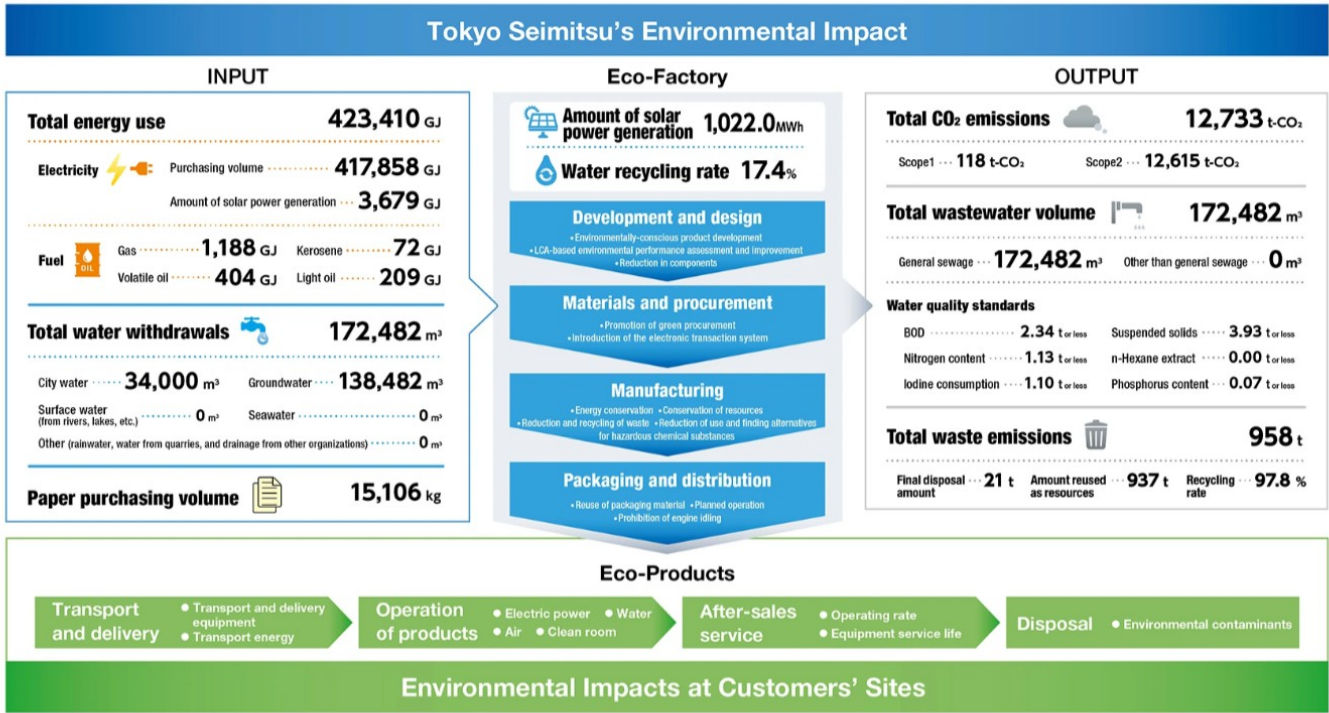 Tokyo Seimitsu's Environmental Impact
INPUT
Total energy use 423,410 GJ
Electricity Purchasing volume 417,858 GJ
Amount of solar power generation 3,679 GJ
Fuel OIL Gas 1,188 GJ Kerosene 72 GJ
Volatile oil 404 GJ Light oil 209 GJ
Total water withdrawals 172,482 m³
City water 34,000 m³ Groundwater 138,482 m³
Surface water
(from rivers, lakes, etc.) 0 m³ Seawater 0 m³
Other (rainwater, water from quarries, and drainage from other organizations) 0 m³
Paper purchasing volume 15,106 kg
Eco-Factory
Amount of solar
power generation 1,022.0MWh
Water recycling rate 17.4%
Development and design
• Environmentally-conscious product development
• LCA-based environmental performance assessment and improvement
• Reduction in components
Materials and procurement
• Promotion of green procurement
• Introduction of the electronic transaction system
Manufacturing
• Energy conservation • Conservation of resources
• Reduction and recycling of waste • Reduction of use and finding alternatives
for hazardous chemical substances
Packaging and distribution
• Reuse of packaging material • Planned operation
• Prohibition of engine idling
OUTPUT
Total CO₂ emissions 12,733 t-CO₂
Scope1 118 t-CO₂ Scope2 12,615 t-CO₂
Total wastewater volume 172,482 m³
General sewage 172,482 m³ Other than general sewage 0 m³
Water quality standards
BOD 2.34 t or less Suspended solids 3.93 t or less
Nitrogen content 1.13 t or less n-Hexane extract 0.00 t or less
Iodine consumption 1.10 t or less Phosphorus content 0.07 t or less
Total waste emissions 958 t
Final disposal
amount 21 t Amount reused
as resources 937 t Recycling
rate 97.8 %
Eco-Products
Transport
and delivery
● Transport and delivery
equipment
● Transport energy
Operation
of products
● Electric power ● Water
● Air ● Clean room
After-sales
service
● Operating rate
● Equipment service life
Disposal ● Environmental contaminants
Environmental Impacts at Customers' Sites